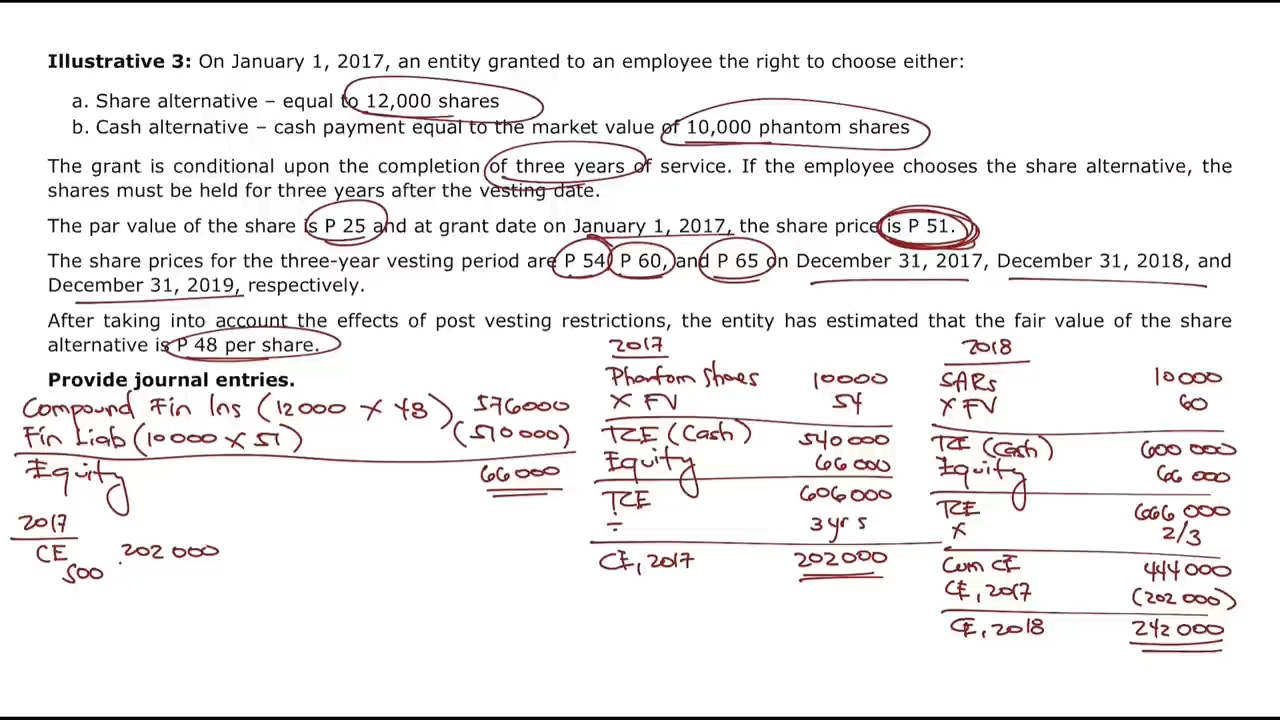 Illustrative 3: On January 1, 2017, an entity granted to an employee the right to choose either:
a. Share alternative – equal to 12,000 shares
b. Cash alternative – cash payment equal to the market value of 10,000 phantom shares
The grant is conditional upon the completion of three years of service. If the employee chooses the share alternative, the
shares must be held for three years after the vesting date.
The par value of the share is P 25 and at grant date on January 1, 2017, the share price is P 51.
The share prices for the three-year vesting period are P 54, P 60, and P 65 on December 31, 2017, December 31, 2018, and
December 31, 2019, respectively.
After taking into account the effects of post vesting restrictions, the entity has estimated that the fair value of the share
alternative is P 48 per share.
Provide journal entries.
Compound Fin Ins (12000 x 48) 576000
Fin Liab (10000 x 51) (510000)
Equity 66000
2017
CE 202000
500
2017
Phantom Shares 10000
x FV 54
TCE (Cash) 540000
Equity 66000
TCE 606000
÷ 3 yrs
CE, 2017 202000
2018
SARs 10000
x FV 60
TCE (Cash) 600000
Equity 66000
TCE 666000
x 2/3
Cum CE 444000
CE, 2017 (202000)
CE, 2018 242000